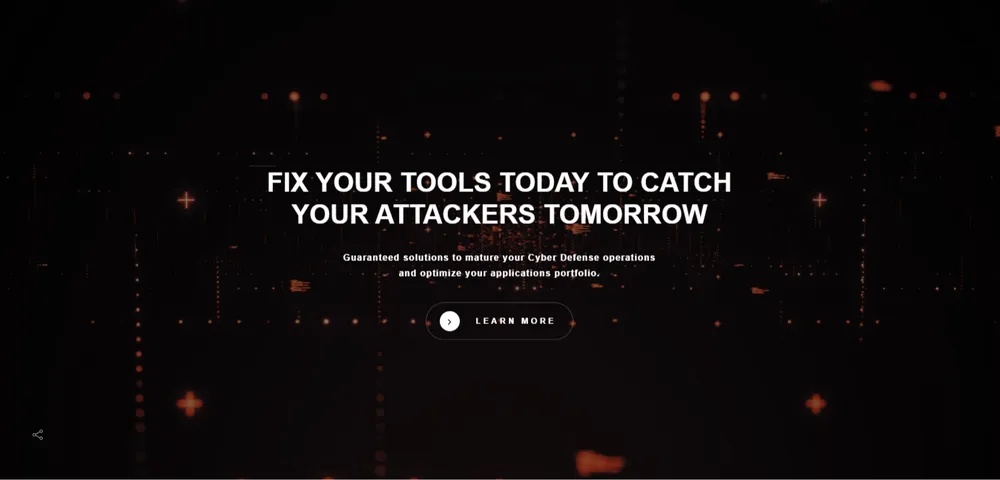 FIX YOUR TOOLS TODAY TO CATCH
YOUR ATTACKERS TOMORROW
Guaranteed solutions to mature your Cyber Defense operations
and optimize your applications portfolio.
LEARN MORE